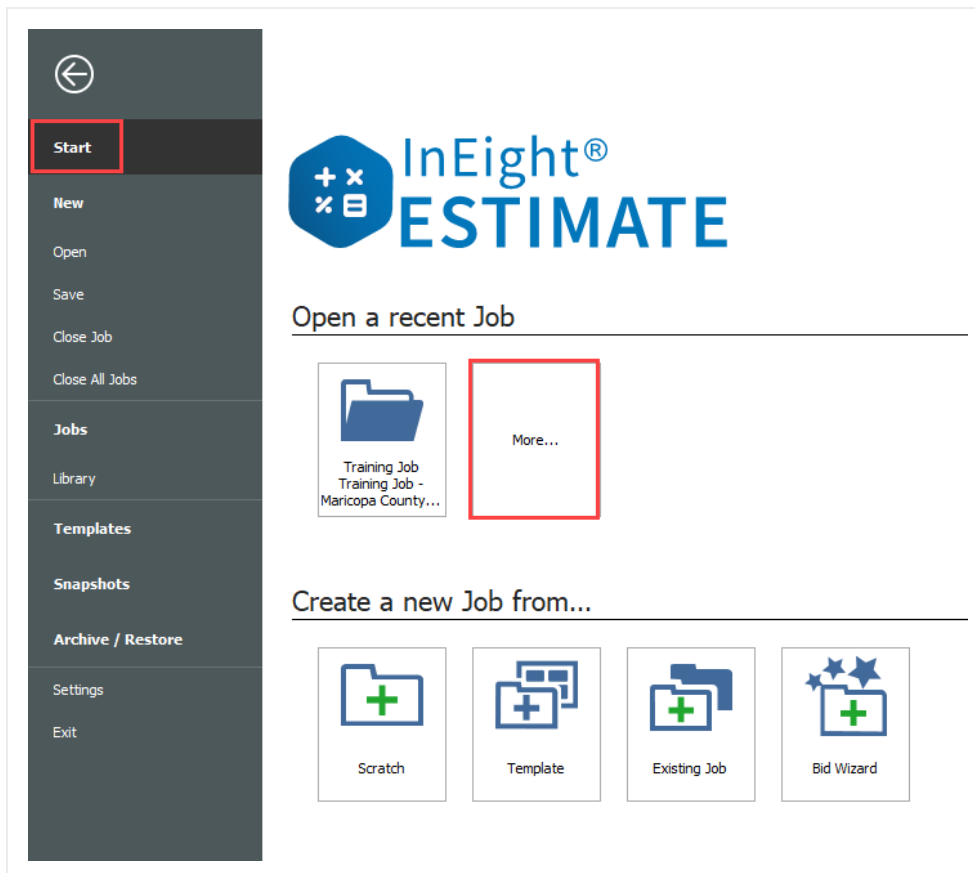 Start
New
Open
Save
Close Job
Close All Jobs
Jobs
Library
Templates
Snapshots
Archive / Restore
Settings
Exit
InEight®
ESTIMATE
Open a recent Job
Training Job
Training Job -
Maricopa County...
More...
Create a new Job from...
Scratch
Template
Existing Job
Bid Wizard